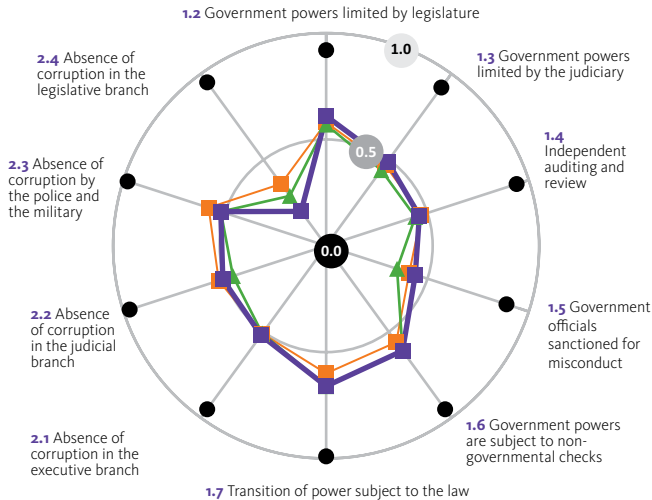 1.2 Government powers limited by legislature
1.0
1.3 Government powers
limited by the judiciary
1.4
Independent
auditing and
review
1.5 Government
officials
sanctioned for
misconduct
1.6 Government powers
are subject to non-
governmental checks
1.7 Transition of power subject to the law
2.1 Absence of
corruption in the
executive branch
2.2 Absence
of corruption
in the judicial
branch
2.3 Absence of
corruption by
the police and
the military
2.4 Absence of
corruption in the
legislative branch
0.5
0.0